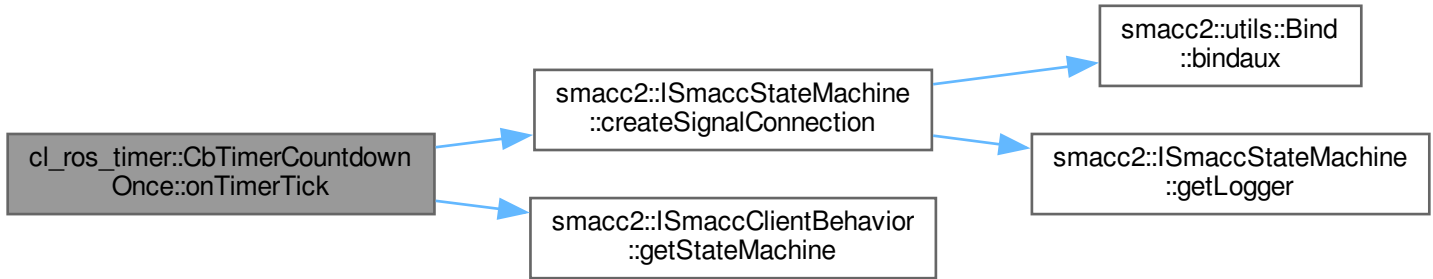 cl_ros_timer::CbTimerCountdown
Once::onTimerTick
smacc2::ISmaccStateMachine
::createSignalConnection
smacc2::utils::Bind
::bindaux
smacc2::ISmaccStateMachine
::getLogger
smacc2::ISmaccClientBehavior
::getStateMachine